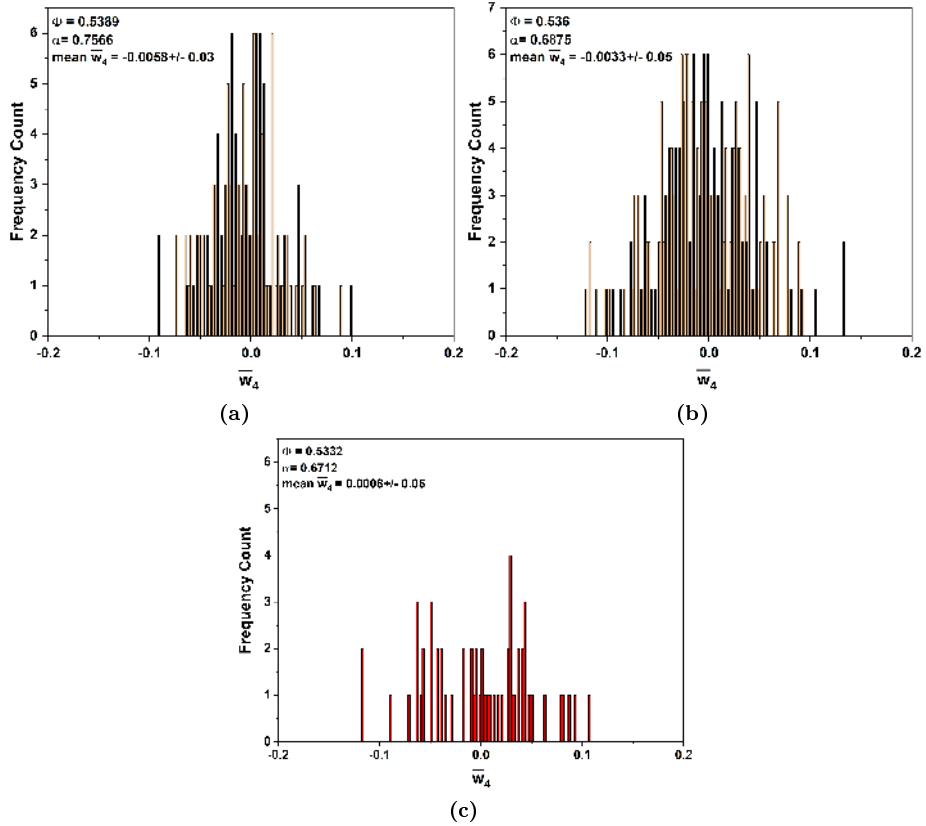 Φ = 0.5389
α= 0.7566
mean w̅₄ = -0.0058+/- 0.03
6
5
4
3
2
1
0
Frequency Count
-0.2
-0.1
0.0
0.1
0.2
w̅₄
(a)
Φ = 0.536
α= 0.6875
mean w̅₄ = -0.0033+/- 0.05
7
6
5
4
3
2
1
0
Frequency Count
-0.2
-0.1
0.0
0.1
0.2
w̅₄
(b)
Φ = 0.5332
α= 0.6712
mean w̅₄ = 0.0006+/- 0.05
6
5
4
3
2
1
0
Frequency Count
-0.2
-0.1
0.0
0.1
0.2
w̅₄
(c)